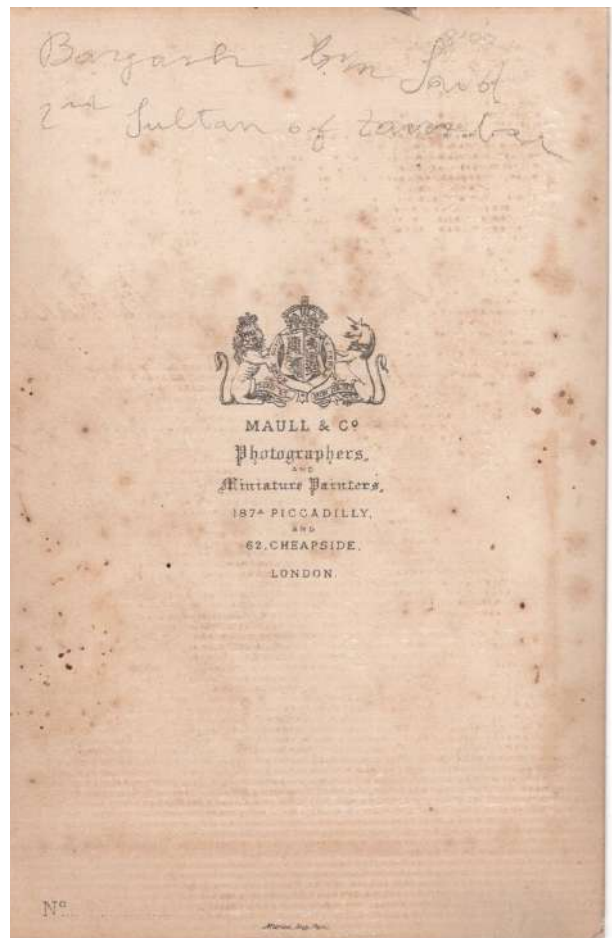 Bargash bin Said
2nd Sultan of Zanzibar
MAULL & Co
Photographers,
AND
Miniature Painters,
187A PICCADILLY,
AND
62, CHEAPSIDE,
LONDON.
No